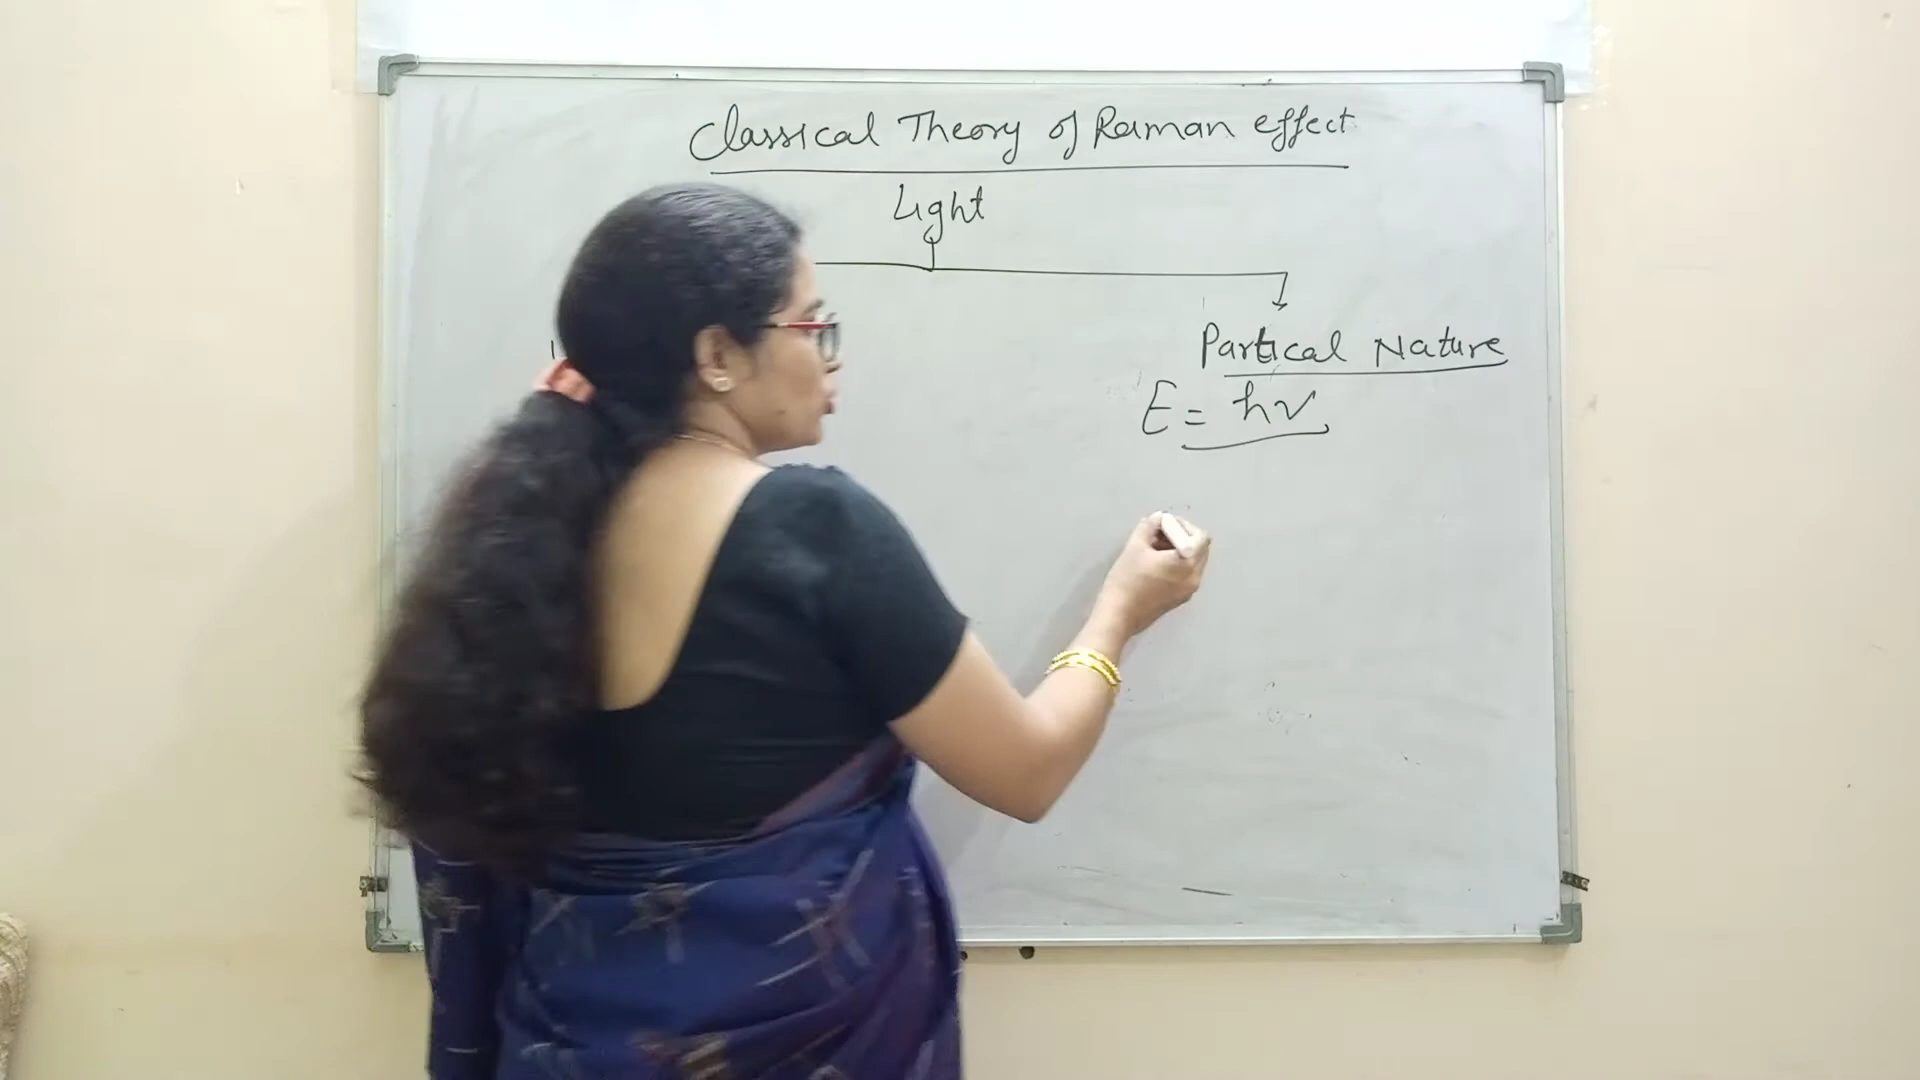 Classical Theory of Raman effect
Light
Partical Nature
E = hν